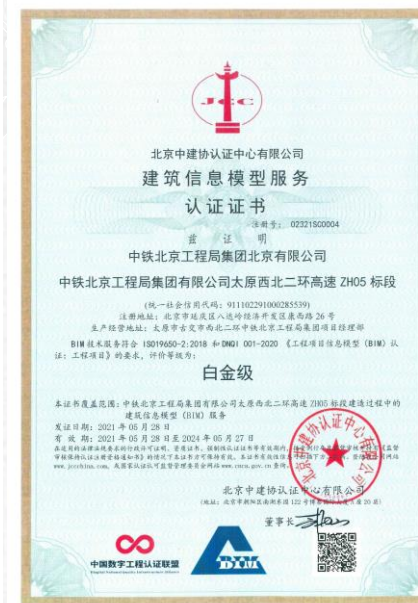 JCC
北京中建协认证中心有限公司
建筑信息模型服务
认证证书
注册号: 02321SC0004
兹 证 明
中铁北京工程局集团北京有限公司
中铁北京工程局集团有限公司太原西北二环高速 ZH05 标段
(统一社会信用代码: 911102291000285539)
注册地址: 北京市延庆区八达岭经济开发区康西路 26 号
生产经营地址: 太原市古交市西北二环中铁北京工程局集团项目经理部
BIM 技术服务符合 ISO19650-2:2018 和 DNQI 001-2020 《工程项目信息模型 (BIM) 认
证: 工程项目》的要求, 评价等级为:
白金级
本证书覆盖范围: 中铁北京工程局集团有限公司太原西北二环高速 ZH05 标段建造过程中的
建筑信息模型 (BIM) 服务
发证日期: 2021 年 05 月 28 日
有 效 期: 2021 年 05 月 28 日至 2024 年 05 月 27 日
北京中建协认证中心有限公司
董事长
中国数字工程认证联盟
BIM